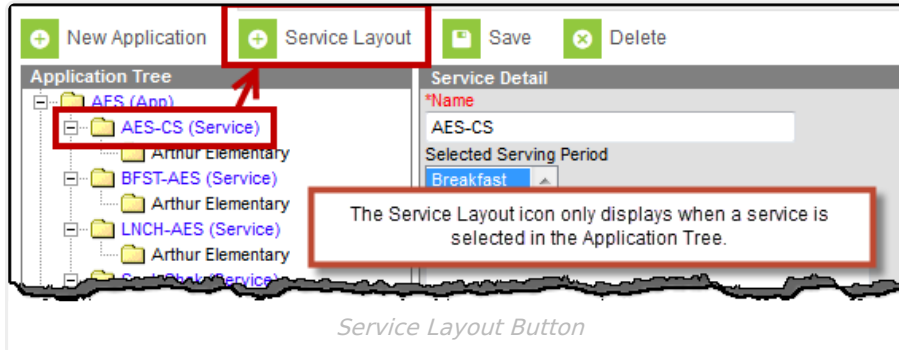 New Application Service Layout Save Delete
Application Tree
AES (App)
AES-CS (Service)
Arthur Elementary
BFST-AES (Service)
Arthur Elementary
LNCH-AES (Service)
Arthur Elementary
Service Detail
*Name
AES-CS
Selected Serving Period
Breakfast
The Service Layout icon only displays when a service is
selected in the Application Tree.
Service Layout Button